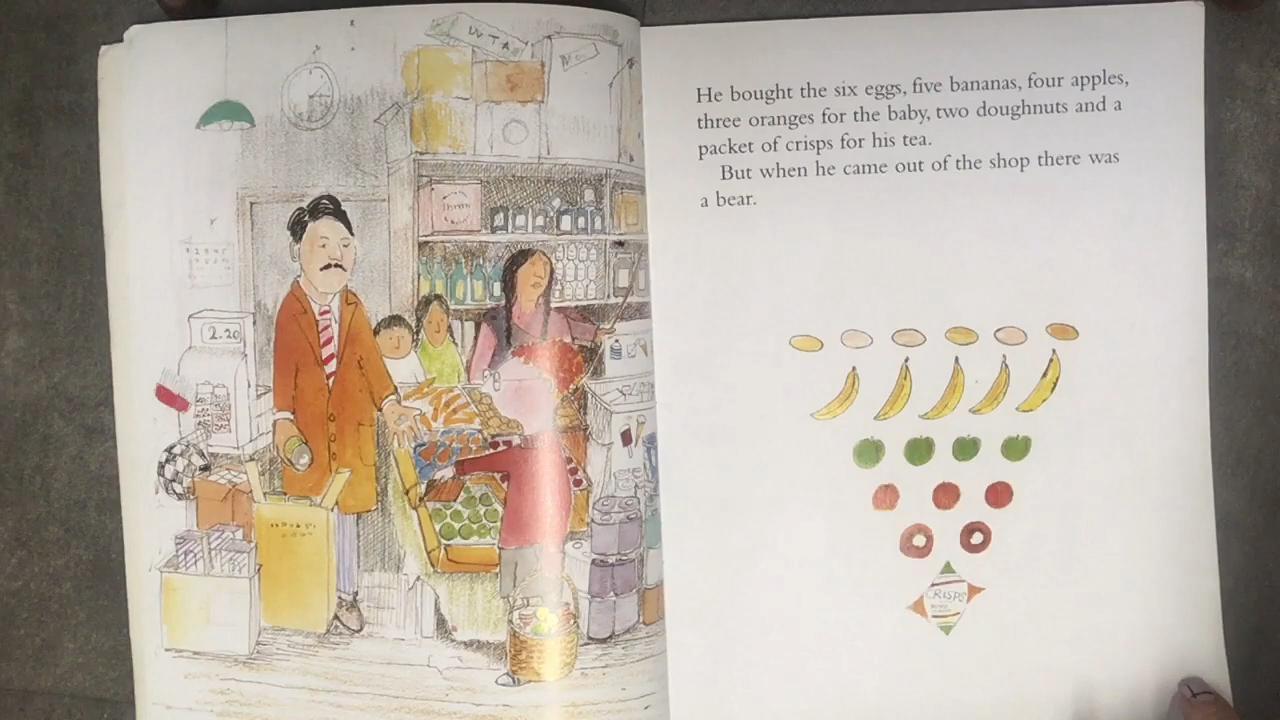 2.20
He bought the six eggs, five bananas, four apples,
three oranges for the baby, two doughnuts and a
packet of crisps for his tea.
But when he came out of the shop there was
a bear.
CRISPS